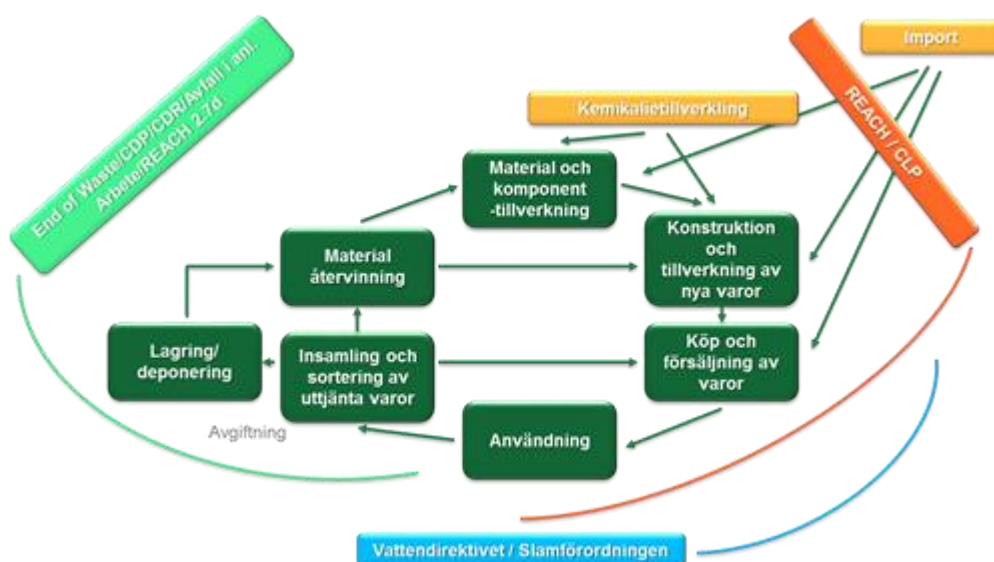 End of Waste/CDP/CDR/Avfall i anl.
Arbete/REACH 2.7d
Import
REACH / CLP
Kemikalietillverkling
Material och
komponent
-tillverkning
Konstruktion
och
tillverkning av
nya varor
Material
återvinning
Lagring/
deponering
Insamling och
sortering av
uttjänta varor
Köp och
försäljning av
varor
Avgiftning
Användning
Vattendirektivet / Slamförordningen